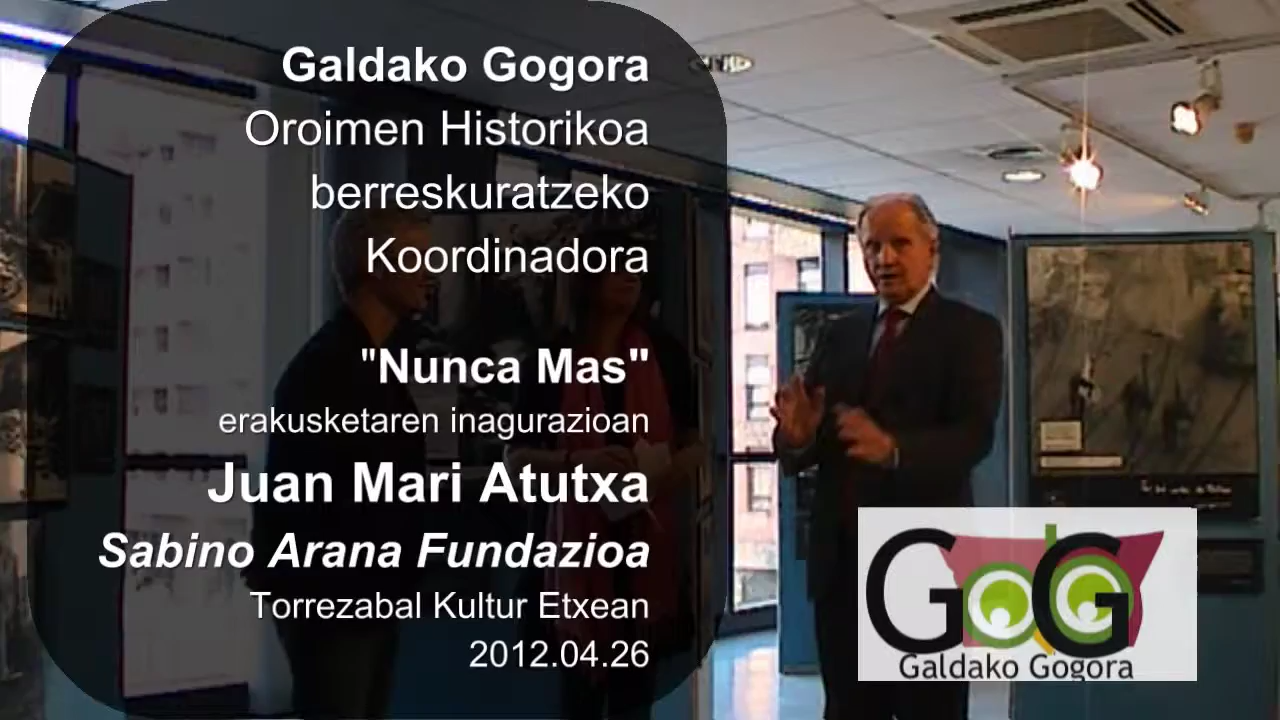 Galdako Gogora
Oroimen Historikoa
berreskuratzeko
Koordinadora
"Nunca Mas"
erakusketaren inagurazioan
Juan Mari Atutxa
Sabino Arana Fundazioa
Torrezabal Kultur Etxean
2012.04.26
GogG
Galdako Gogora